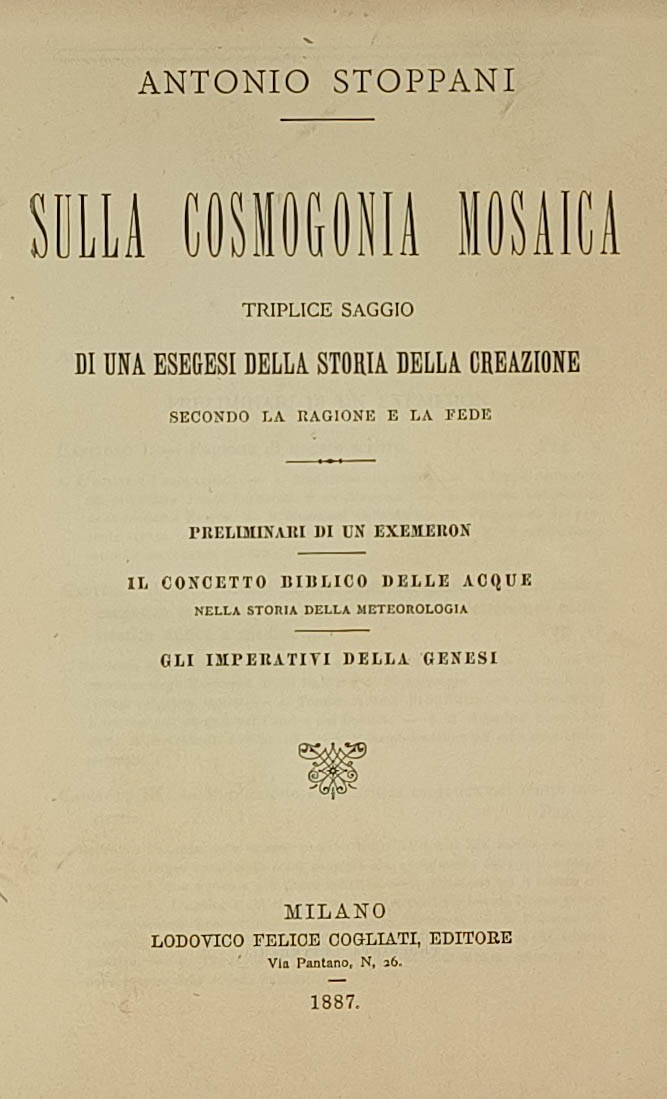 ANTONIO STOPPANI
SULLA COSMOGONIA MOSAICA
TRIPLICE SAGGIO
DI UNA ESEGESI DELLA STORIA DELLA CREAZIONE
SECONDO LA RAGIONE E LA FEDE
PRELIMINARI DI UN EXEMERON
IL CONCETTO BIBLICO DELLE ACQUE
NELLA STORIA DELLA METEOROLOGIA
GLI IMPERATIVI DELLA GENESI
MILANO
LODOVICO FELICE COGLIATI, EDITORE
Via Pantano, N, 26.
1887.